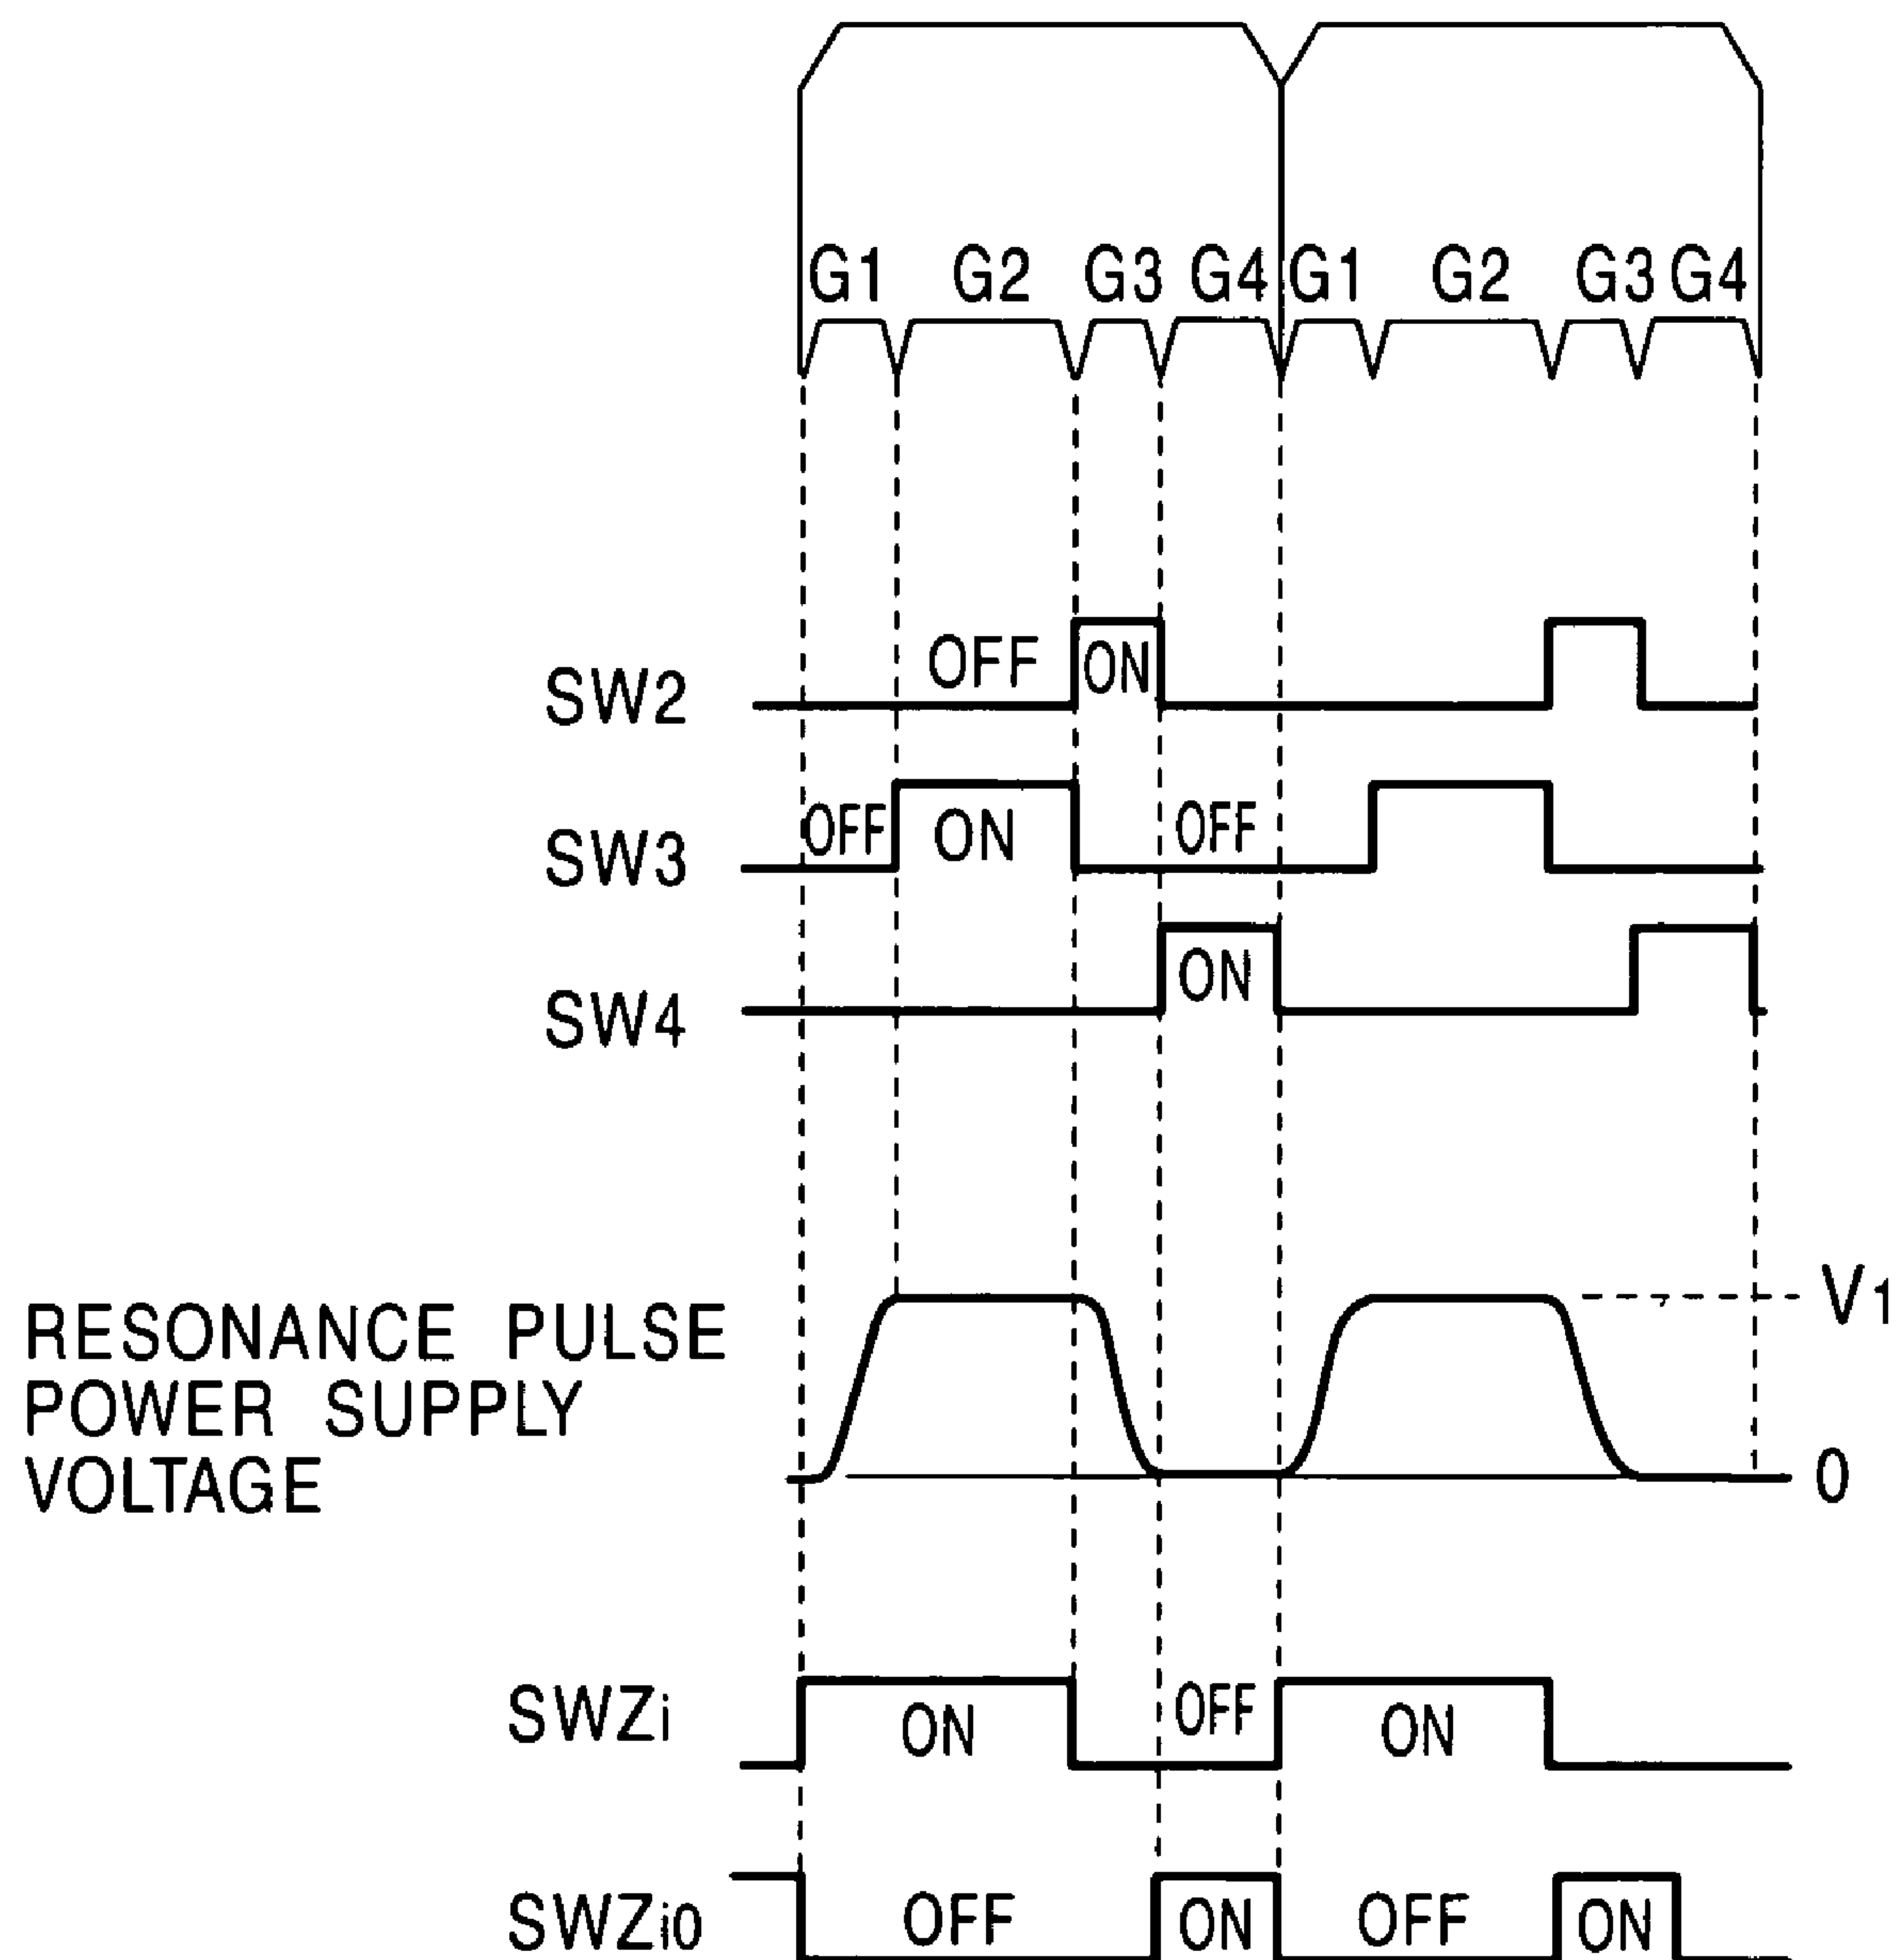 G1 G2 G3 G4 G1 G2 G3 G4
SW2 OFF ON
SW3 OFF ON OFF
SW4 ON
RESONANCE PULSE
POWER SUPPLY
VOLTAGE
V1
0
SWZi ON OFF ON
SWZi0 OFF ON OFF ON